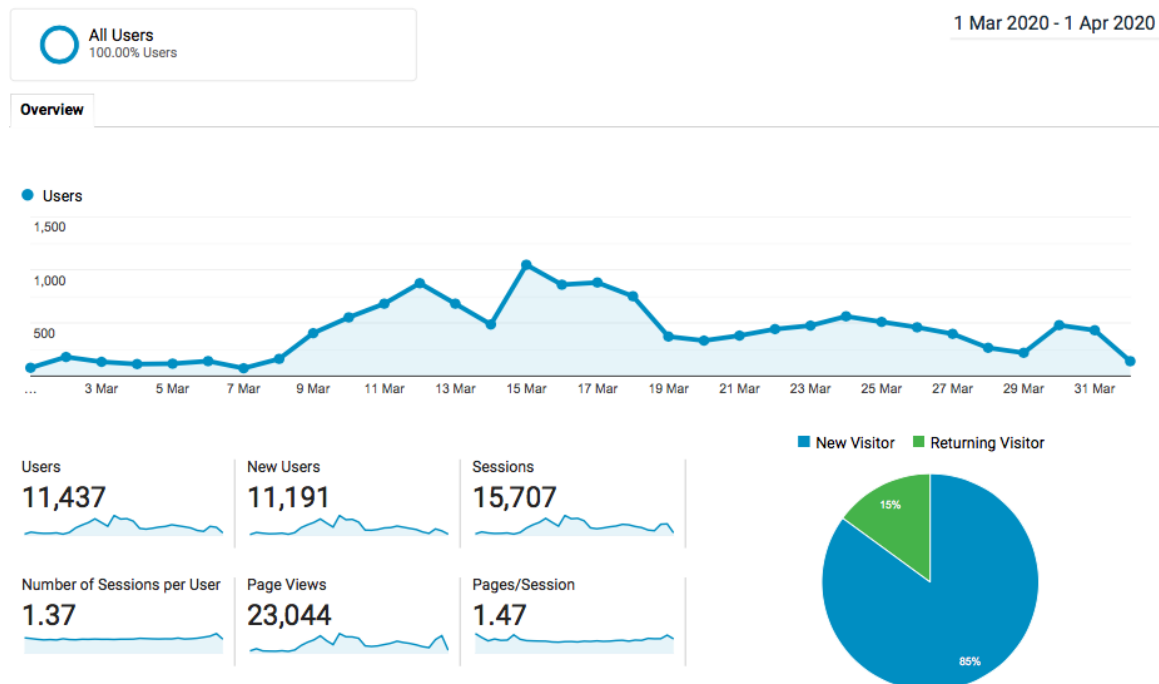 All Users
100.00% Users
1 Mar 2020 - 1 Apr 2020
Overview
Users
1,500
1,000
500
... 3 Mar 5 Mar 7 Mar 9 Mar 11 Mar 13 Mar 15 Mar 17 Mar 19 Mar 21 Mar 23 Mar 25 Mar 27 Mar 29 Mar 31 Mar
New Visitor Returning Visitor
Users New Users Sessions
11,437 11,191 15,707
15%
Number of Sessions per User Page Views Pages/Session
1.37 23,044 1.47
85%